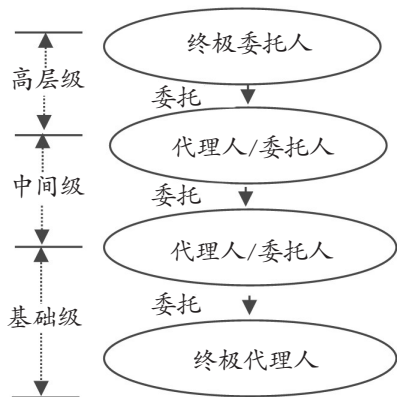 终极委托人
高层级
委托
代理人/委托人
中间级
委托
代理人/委托人
基础级
委托
终极代理人